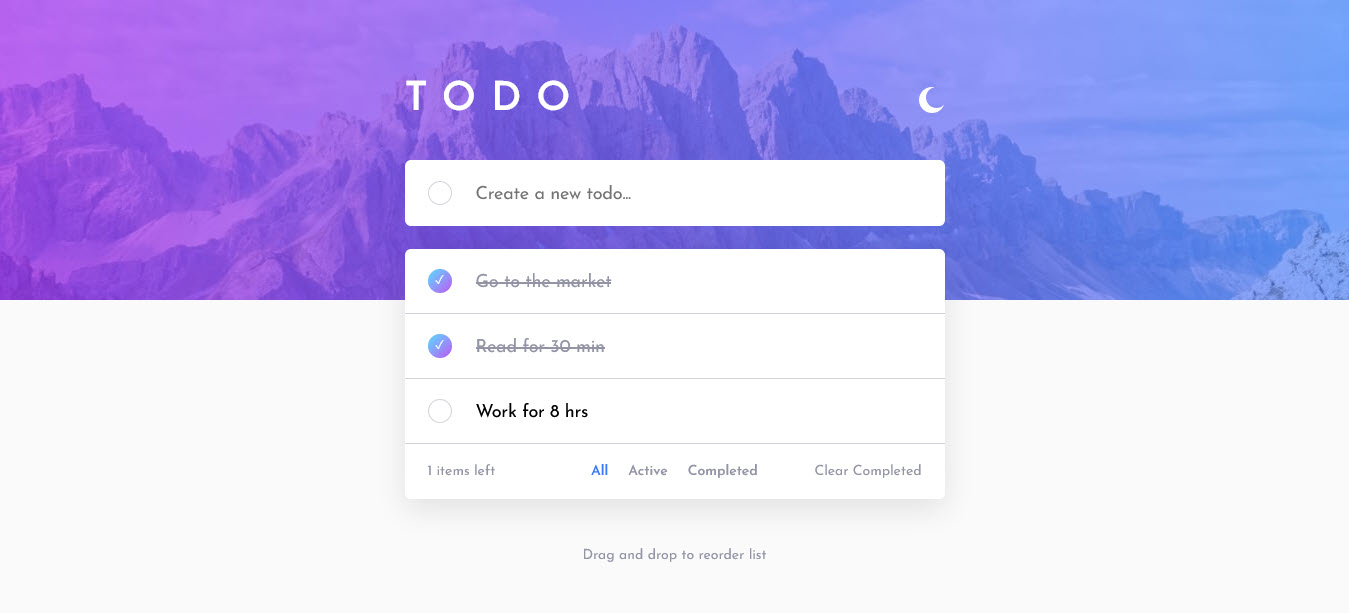 TODO
Create a new todo...
Go to the market
Read for 30 min
Work for 8 hrs
1 items left All Active Completed Clear Completed
Drag and drop to reorder list